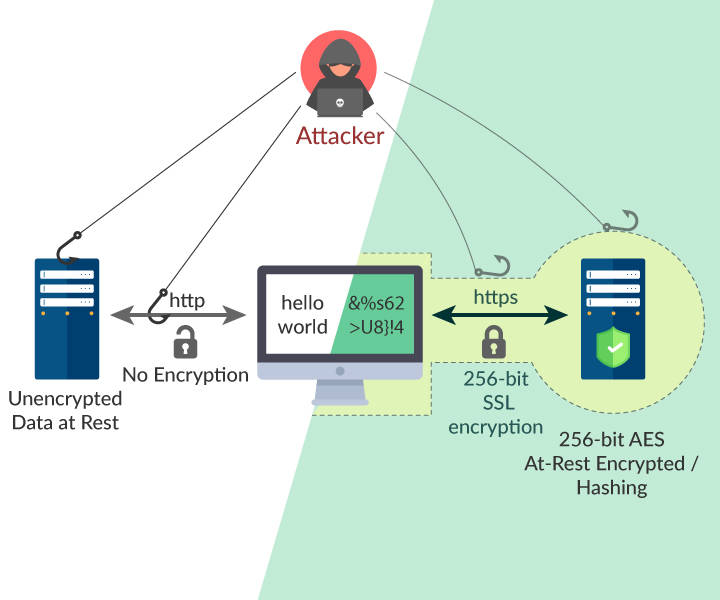 Attacker
http
hello
world
&%s62
>U8}!4
https
No Encryption
Unencrypted
Data at Rest
256-bit
SSL
encryption
256-bit AES
At-Rest Encrypted /
Hashing